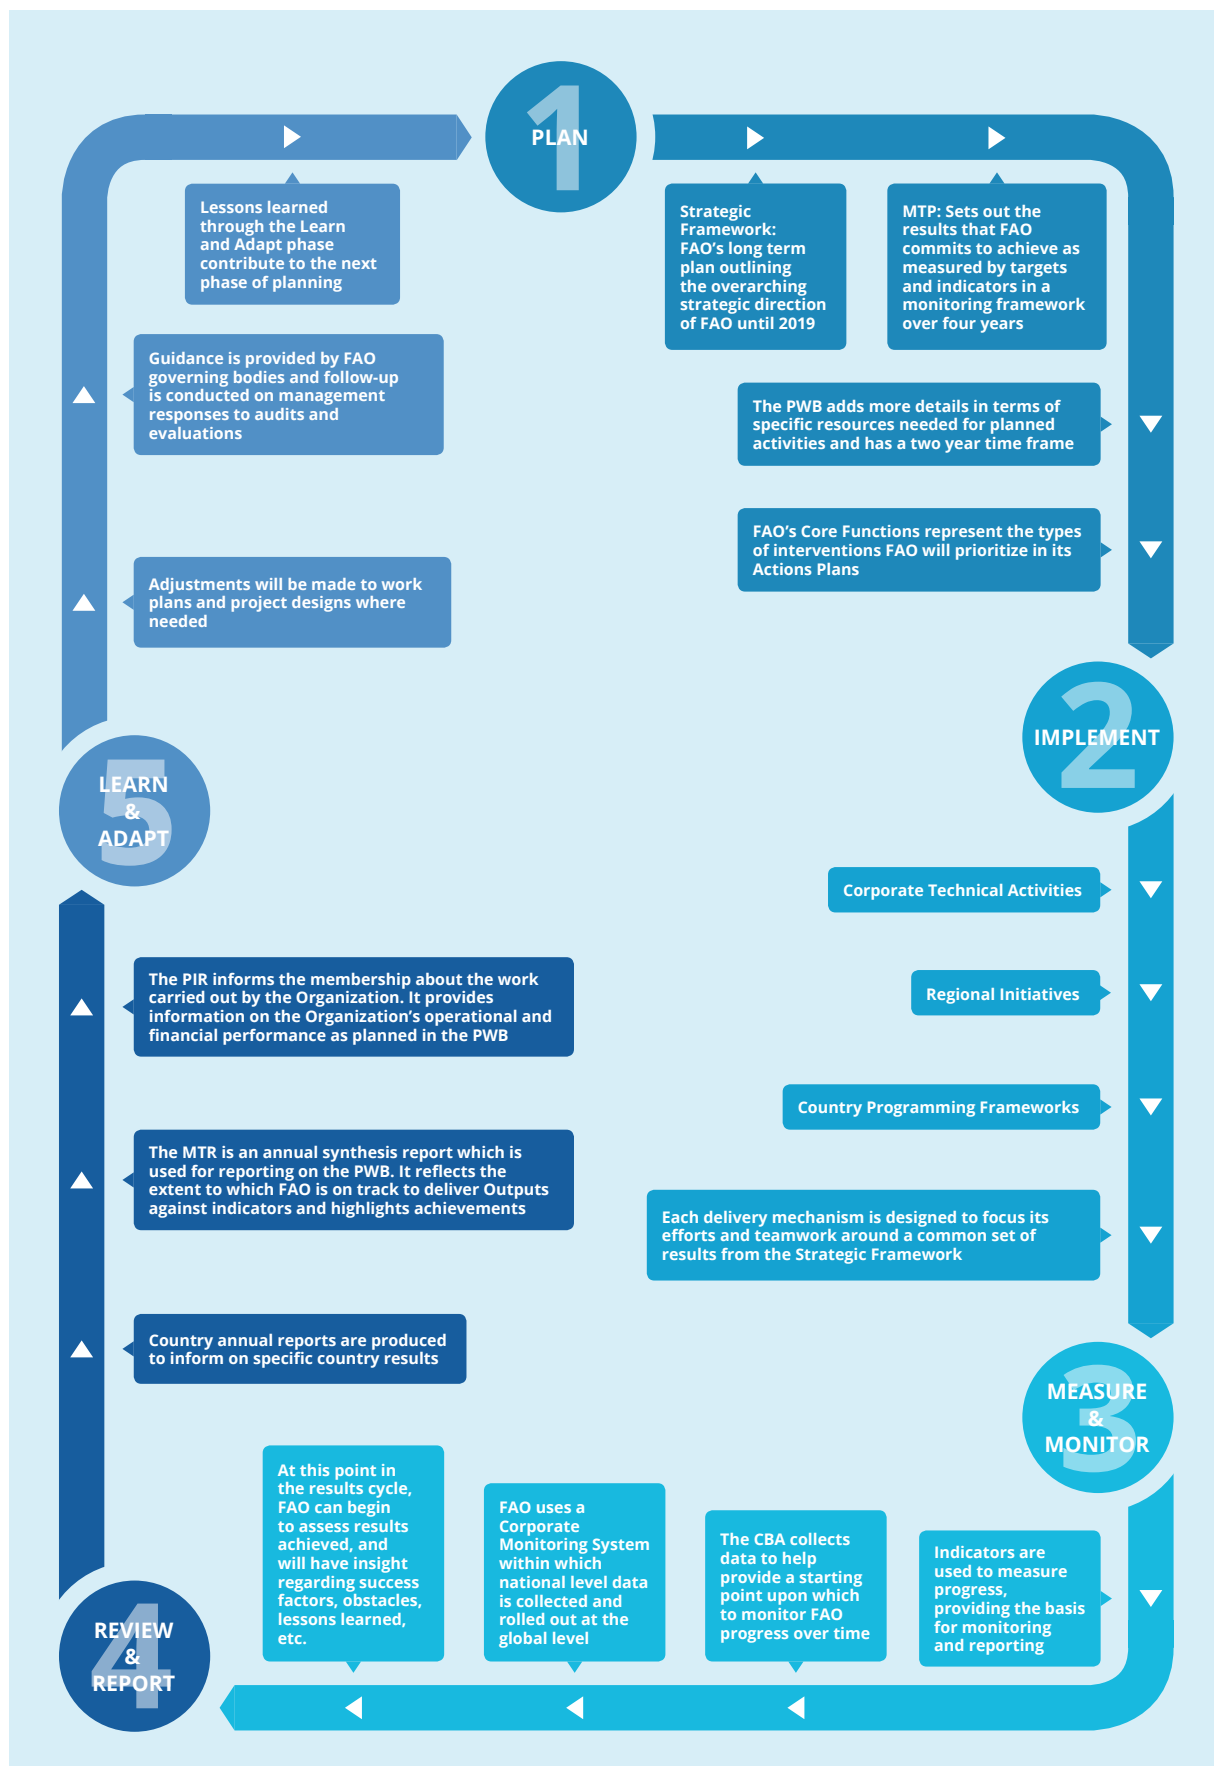 1
PLAN
Strategic
Framework:
FAO’s long term
plan outlining
the overarching
strategic direction
of FAO until 2019
MTP: Sets out the
results that FAO
commits to achieve as
measured by targets
and indicators in a
monitoring framework
over four years
The PWB adds more details in terms of
specific resources needed for planned
activities and has a two year time frame
FAO’s Core Functions represent the types
of interventions FAO will prioritize in its
Actions Plans
2
IMPLEMENT
Corporate Technical Activities
Regional Initiatives
Country Programming Frameworks
Each delivery mechanism is designed to focus its
efforts and teamwork around a common set of
results from the Strategic Framework
3
MEASURE
&
MONITOR
Indicators are
used to measure
progress,
providing the basis
for monitoring
and reporting
The CBA collects
data to help
provide a starting
point upon which
to monitor FAO
progress over time
FAO uses a
Corporate
Monitoring System
within which
national level data
is collected and
rolled out at the
global level
At this point in
the results cycle,
FAO can begin
to assess results
achieved, and
will have insight
regarding success
factors, obstacles,
lessons learned,
etc.
4
REVIEW
&
REPORT
Country annual reports are produced
to inform on specific country results
The MTR is an annual synthesis report which is
used for reporting on the PWB. It reflects the
extent to which FAO is on track to deliver Outputs
against indicators and highlights achievements
The PIR informs the membership about the work
carried out by the Organization. It provides
information on the Organization’s operational and
financial performance as planned in the PWB
5
LEARN
&
ADAPT
Adjustments will be made to work
plans and project designs where
needed
Guidance is provided by FAO
governing bodies and follow-up
is conducted on management
responses to audits and
evaluations
Lessons learned
through the Learn
and Adapt phase
contribute to the next
phase of planning